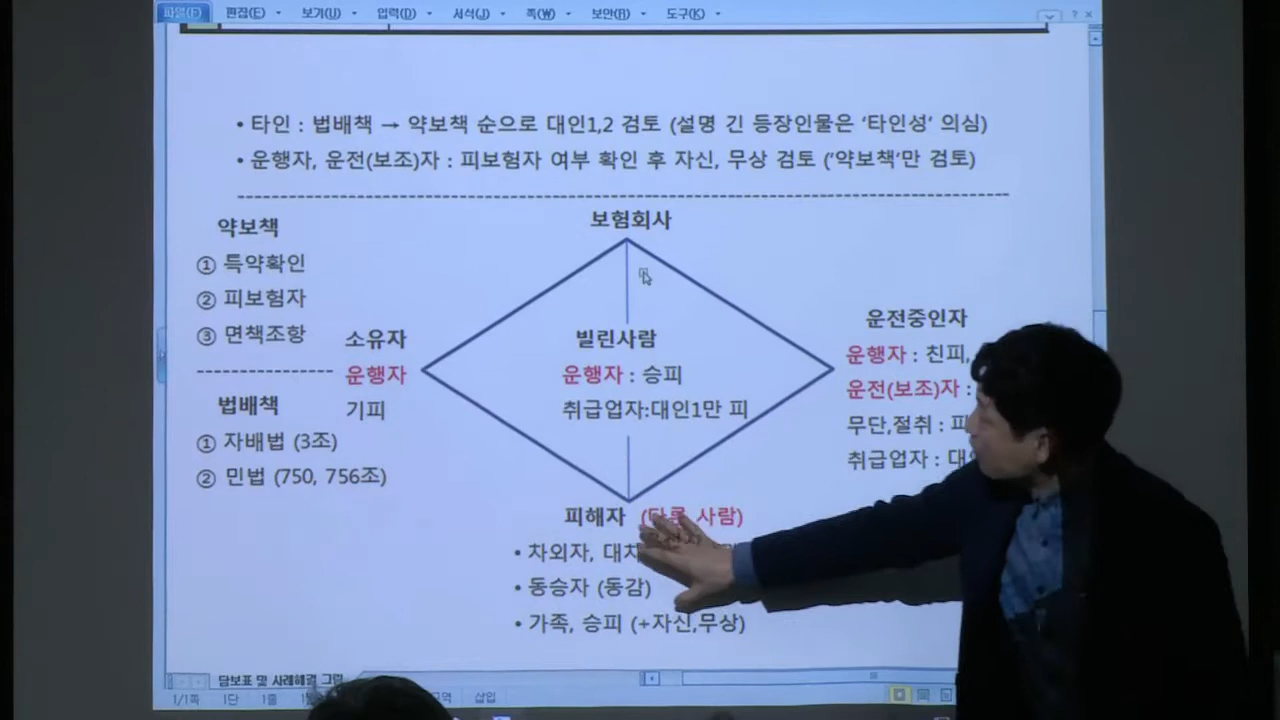 파일(F) 편집(E) 보기(U) 입력(D) 서식(J) 쪽(W) 보안(B) 도구(K)
• 타인 : 법배책 → 약보책 순으로 대인1,2 검토 (설명 긴 등장인물은 ‘타인성’ 의심)
• 운행자, 운전(보조)자 : 피보험자 여부 확인 후 자신, 무상 검토 (‘약보책’만 검토)
약보책
① 특약확인
② 피보험자
③ 면책조항
법배책
① 자배법 (3조)
② 민법 (750, 756조)
보험회사
소유자
운행자
기피
빌린사람
운행자 : 승피
취급업자:대인1만 피
운전중인자
운행자 : 친피,
운전(보조)자 :
무단,절취 :
취급업자 :
피해자 사람)
• 차외자,
• 동승자 (동감)
• 가족, 승피 (+자신,무상)
담보표 및 사례해결 그림
1/1쪽 1단 1줄 삽입